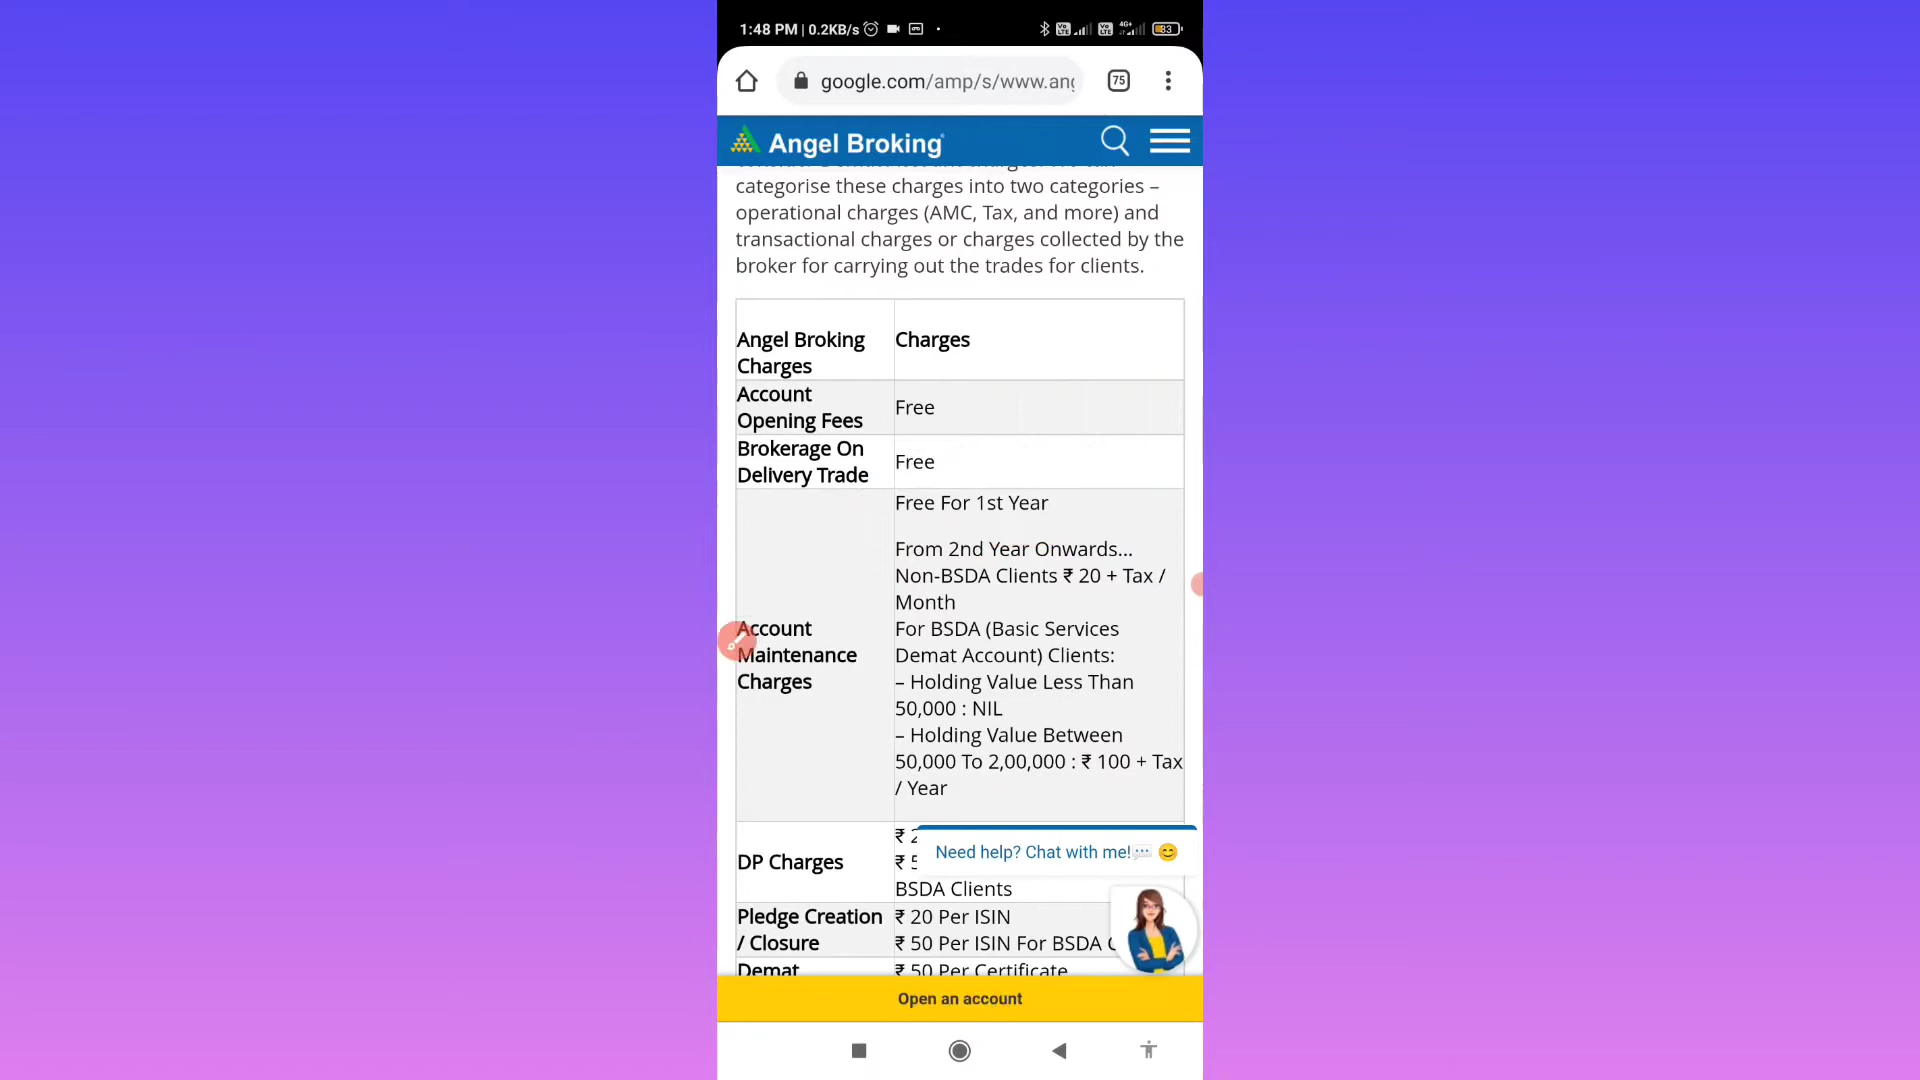 1:48 PM | 0.2KB/s
4G+
83
google.com/amp/s/www.ang
75
Angel Broking
categorise these charges into two categories –
operational charges (AMC, Tax, and more) and
transactional charges or charges collected by the
broker for carrying out the trades for clients.
Angel Broking Charges
Charges
Account Opening Fees
Free
Brokerage On Delivery Trade
Free
Account Maintenance Charges
Free For 1st Year
From 2nd Year Onwards...
Non-BSDA Clients ₹ 20 + Tax /
Month
For BSDA (Basic Services
Demat Account) Clients:
– Holding Value Less Than
50,000 : NIL
– Holding Value Between
50,000 To 2,00,000 : ₹ 100 + Tax
/ Year
DP Charges
₹ 2
₹ 5
BSDA Clients
Need help? Chat with me!💬 😊
Pledge Creation / Closure
₹ 20 Per ISIN
₹ 50 Per ISIN For BSDA C
Demat
₹ 50 Per Certificate
Open an account